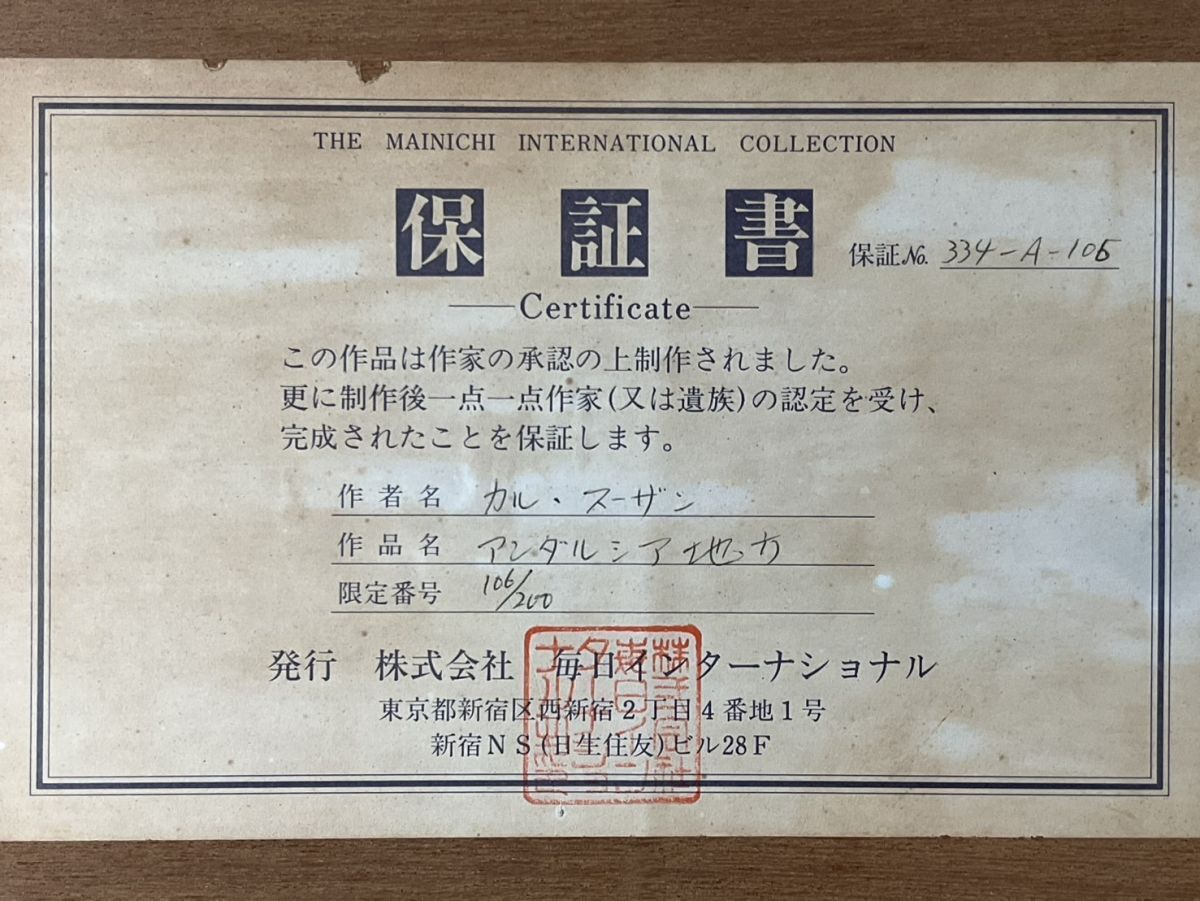 THE MAINICHI INTERNATIONAL COLLECTION
保証書
保証No. 334-A-106
Certificate
この作品は作家の承認の上制作されました。
更に制作後一点一点作家(又は遺族)の認定を受け、
完成されたことを保証します。
作者名 カル・スーザン
作品名 アンダルシア地方
限定番号 106/200
発行 株式会社 毎日インターナショナル
東京都新宿区西新宿2丁目4番地1号
新宿NS(日生住友)ビル28F